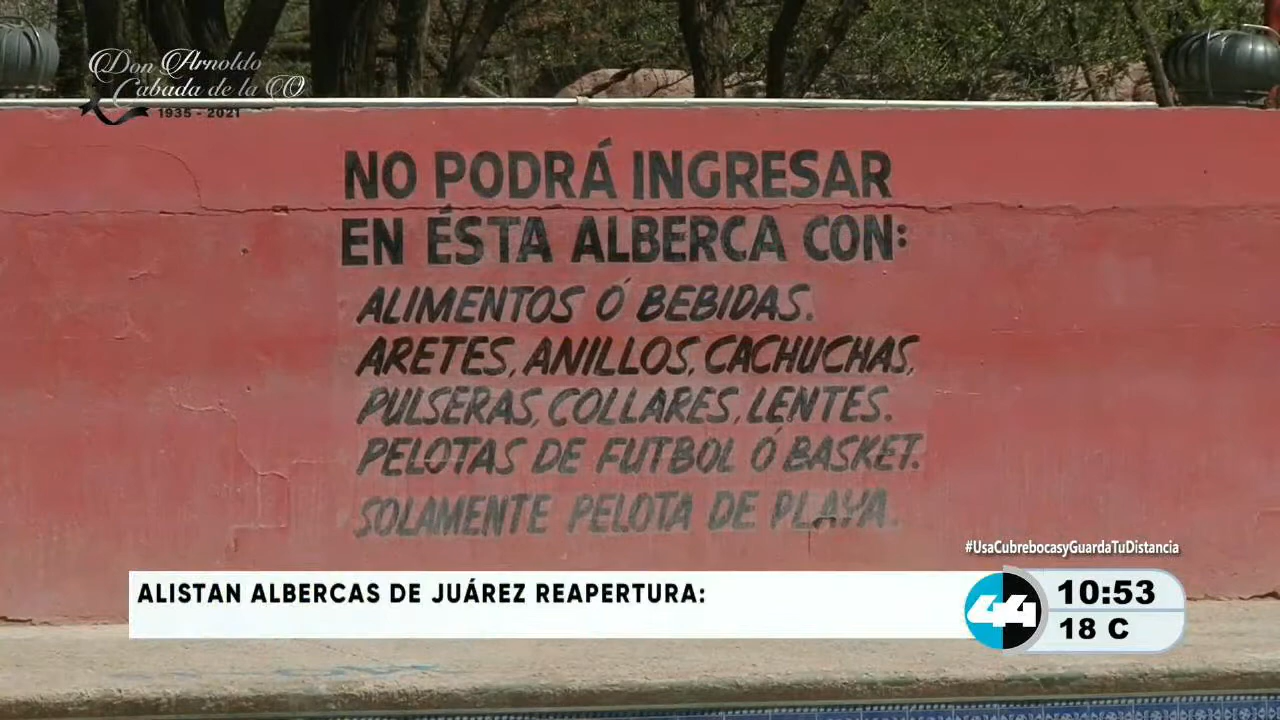 Don Arnoldo
Cabada de la O
1935 - 2021
NO PODRÁ INGRESAR
EN ÉSTA ALBERCA CON:
ALIMENTOS Ó BEBIDAS.
ARETES, ANILLOS, CACHUCHAS,
PULSERAS, COLLARES, LENTES.
PELOTAS DE FUTBOL Ó BASKET.
SOLAMENTE PELOTA DE PLAYA.
#UsaCubrebocasyGuardaTuDistancia
ALISTAN ALBERCAS DE JUÁREZ REAPERTURA:
44
10:53
18 C